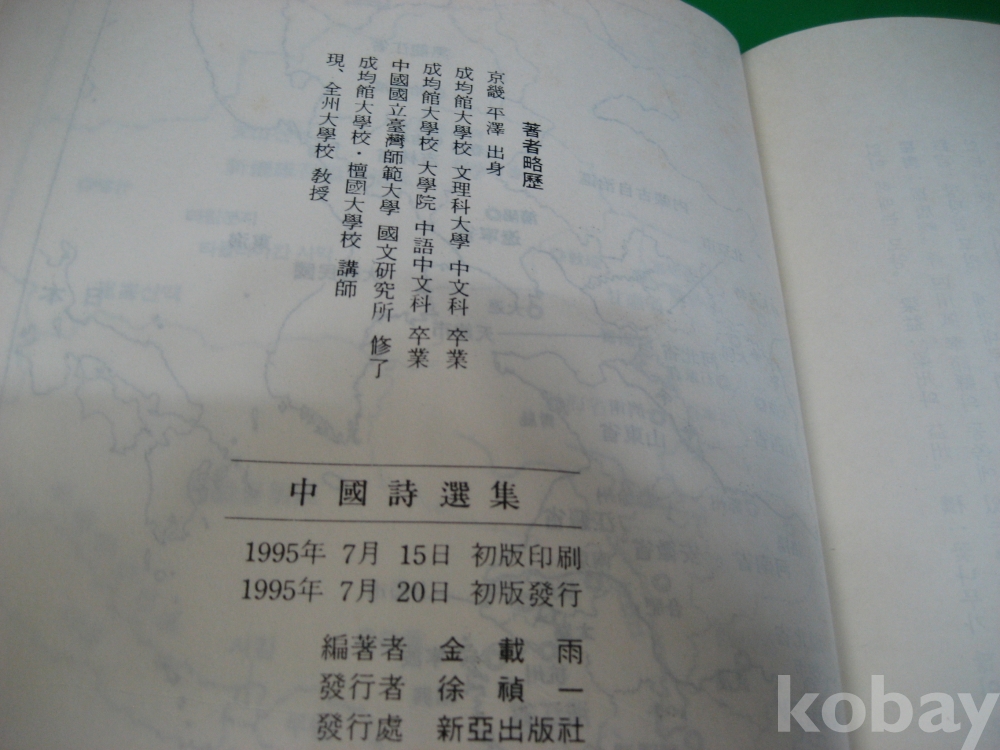 著者略歷
京畿 平澤 出身
成均館大學校 文理科大學 中文科 卒業
成均館大學校 大學院 中語中文科 卒業
中國國立臺灣師範大學 國文研究所 修了
成均館大學校・檀國大學校 講師
現、全州大學校 敎授
中國詩選集
1995年 7月 15日 初版印刷
1995年 7月 20日 初版發行
編著者 金載雨
發行者 徐禎一
發行處 新亞出版社
kobay